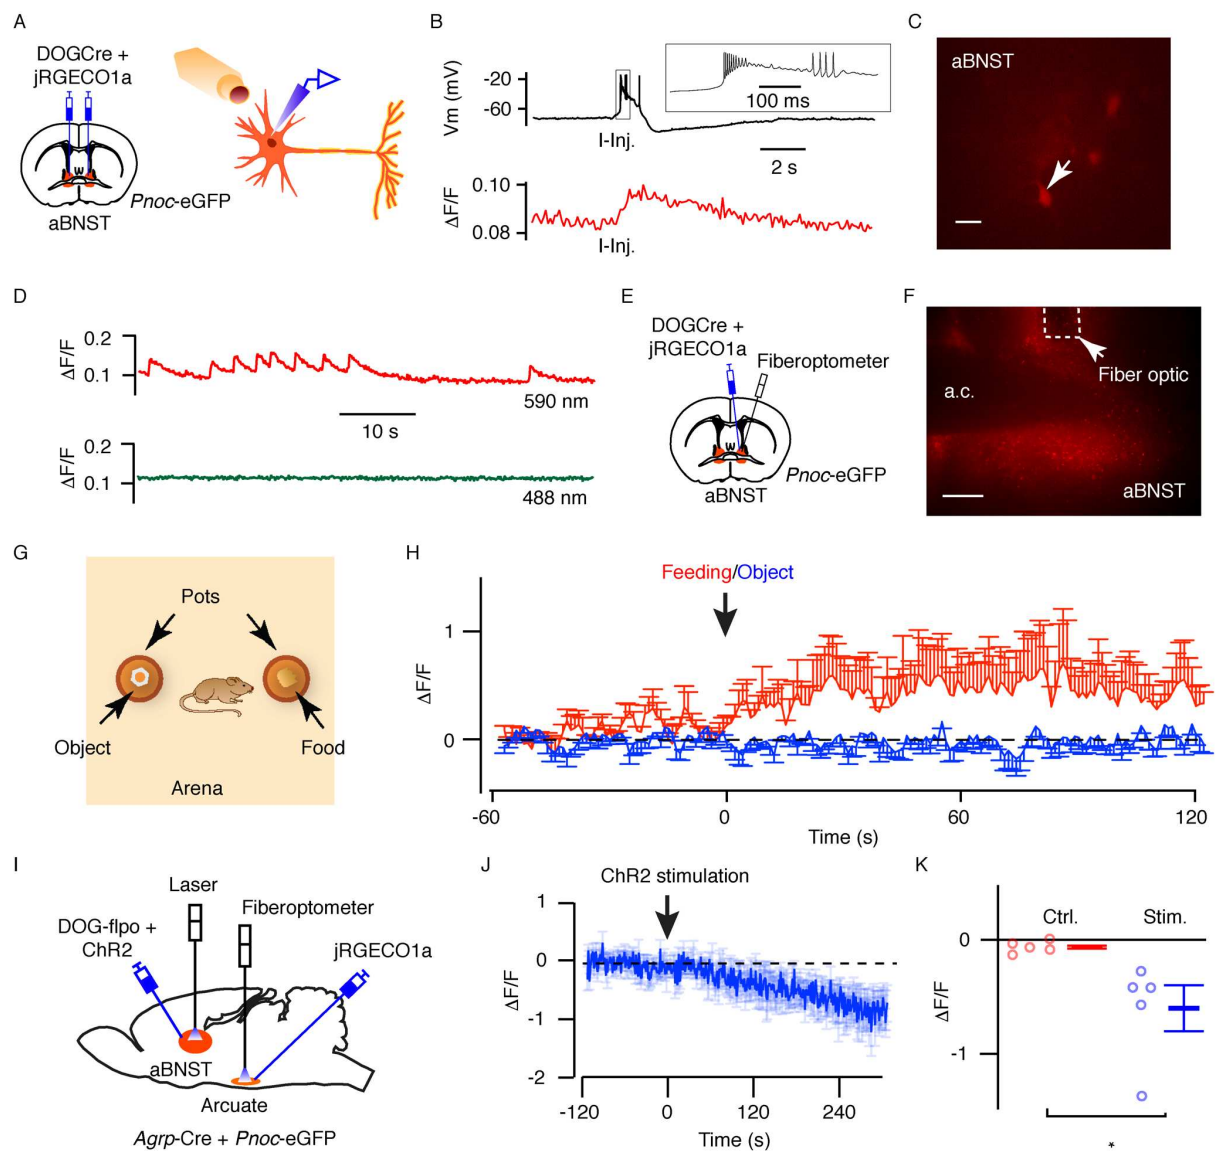 A
DOGCre +
jRGECO1a
Pnoc-eGFP
aBNST
B
Vm (mV)
-20
-60
I-Inj.
100 ms
2 s
ΔF/F
0.10
0.08
I-Inj.
C
aBNST
D
ΔF/F
0.2
0.1
590 nm
10 s
ΔF/F
0.2
0.1
488 nm
E
DOGCre +
jRGECO1a
Fiberoptometer
Pnoc-eGFP
aBNST
F
Fiber optic
a.c.
aBNST
G
Pots
Object
Food
Arena
H
Feeding/Object
ΔF/F
1
0
-60
0
60
120
Time (s)
I
Laser
DOG-flpo +
ChR2
Fiberoptometer
jRGECO1a
aBNST
Arcuate
Agrp-Cre + Pnoc-eGFP
J
ChR2 stimulation
ΔF/F
1
0
-1
-2
-120
0
120
240
Time (s)
K
Ctrl.
Stim.
ΔF/F
0
-1
*